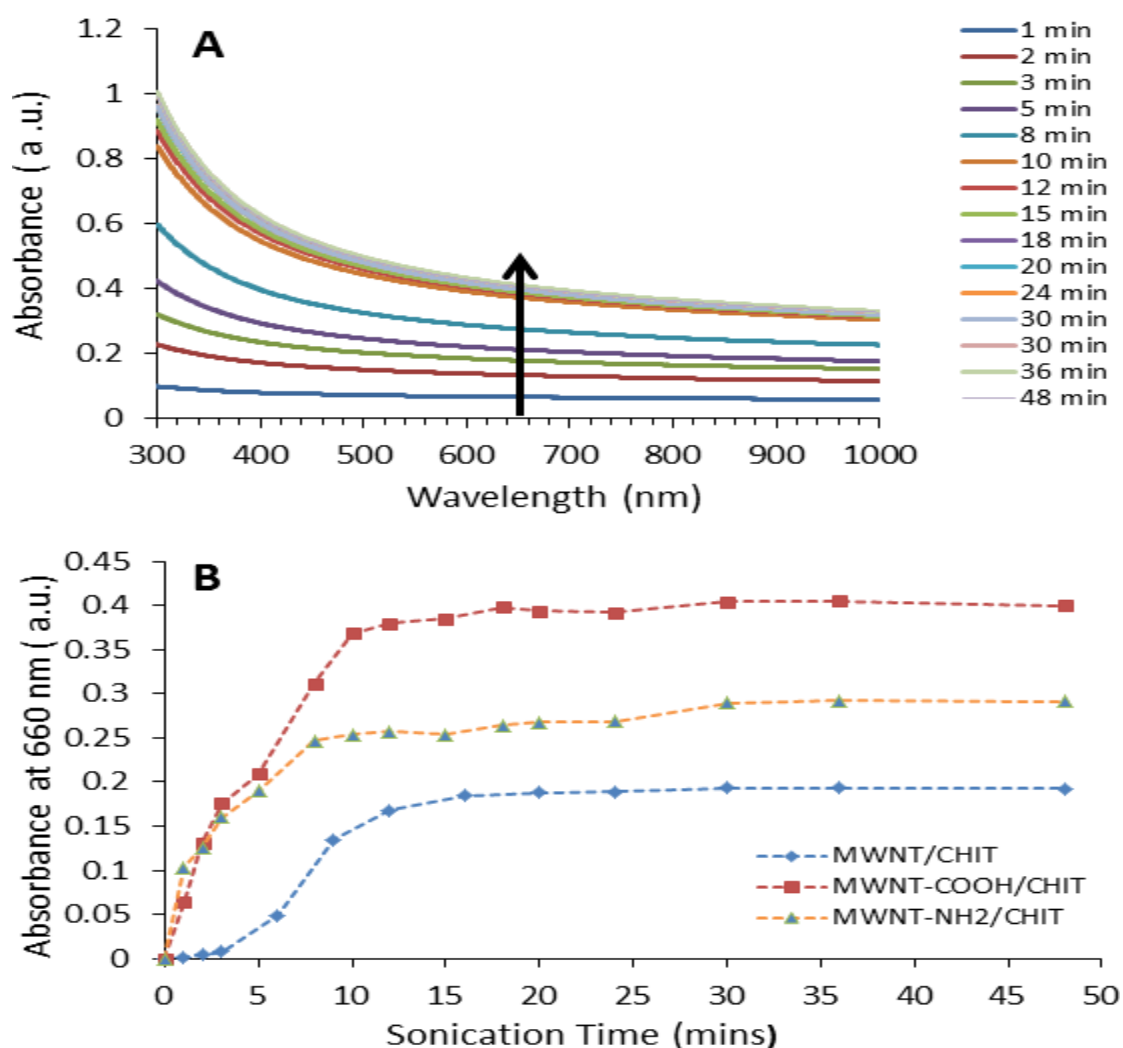 A
Absorbance ( a .u.)
1.2
1
0.8
0.6
0.4
0.2
0
300 400 500 600 700 800 900 1000
Wavelength (nm)
1 min
2 min
3 min
5 min
8 min
10 min
12 min
15 min
18 min
20 min
24 min
30 min
30 min
36 min
48 min
B
Absorbance at 660 nm ( a.u.)
0.45
0.4
0.35
0.3
0.25
0.2
0.15
0.1
0.05
0
0 5 10 15 20 25 30 35 40 45 50
Sonication Time (mins)
MWNT/CHIT
MWNT-COOH/CHIT
MWNT-NH2/CHIT